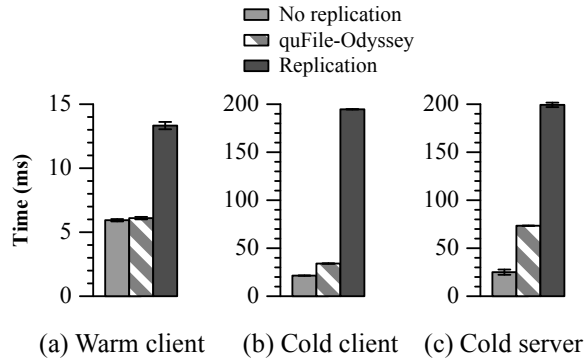 No replication
quFile-Odyssey
Replication
Time (ms)
15
10
5
0
(a) Warm client
200
150
100
50
0
(b) Cold client
200
150
100
50
0
(c) Cold server